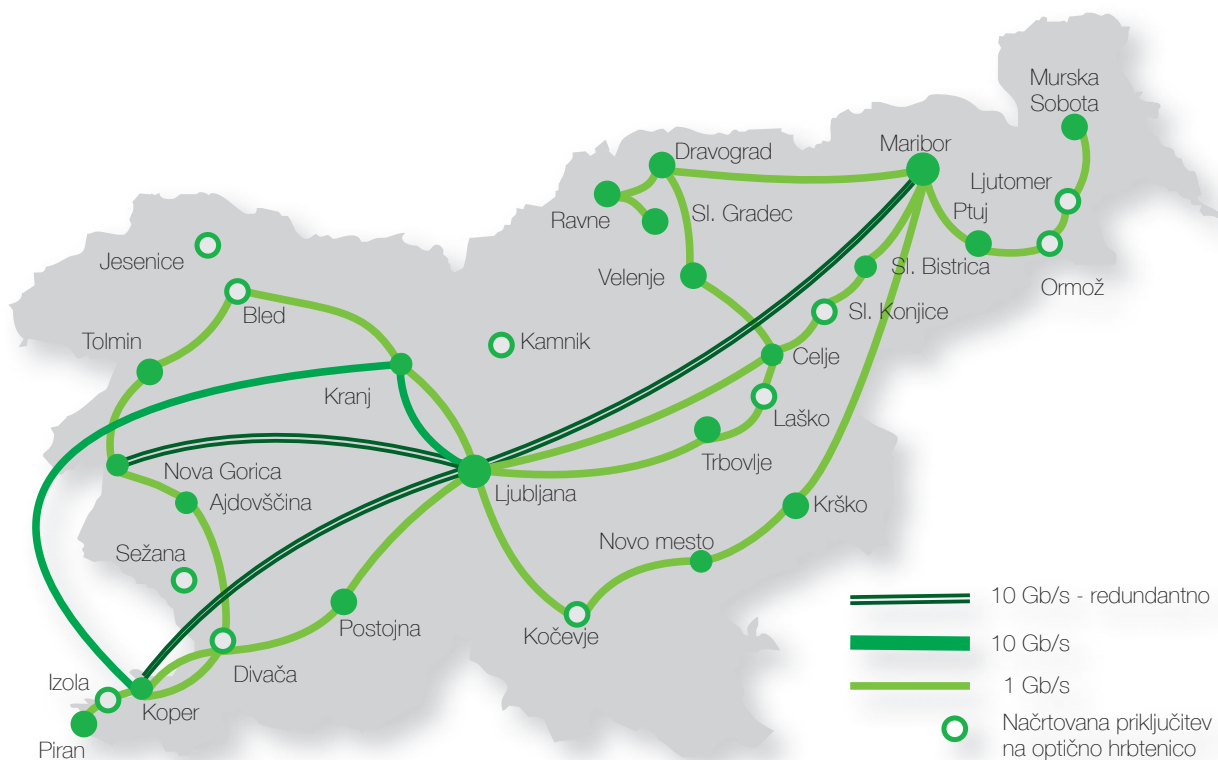 Murska
Sobota
Maribor
Dravograd
Ljutomer
Ptuj
Ravne
Sl. Gradec
Jesenice
Velenje
Sl. Bistrica
Ormož
Bled
Sl. Konjice
Tolmin
Kamnik
Celje
Kranj
Laško
Trbovlje
Nova Gorica
Ljubljana
Ajdovščina
Krško
Sežana
Novo mesto
Postojna
Kočevje
Divača
Izola
Koper
Piran
10 Gb/s - redundantno
10 Gb/s
1 Gb/s
Načrtovana priključitev
na optično hrbtenico